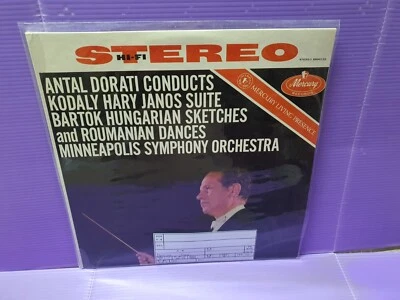 STEREO
HI-FI
ANTAL DORATI CONDUCTS
KODALY HARY JANOS SUITE
BARTOK HUNGARIAN SKETCHES
and ROUMANIAN DANCES
MINNEAPOLIS SYMPHONY ORCHESTRA
Mercury
MERCURY LIVING PRESENCE